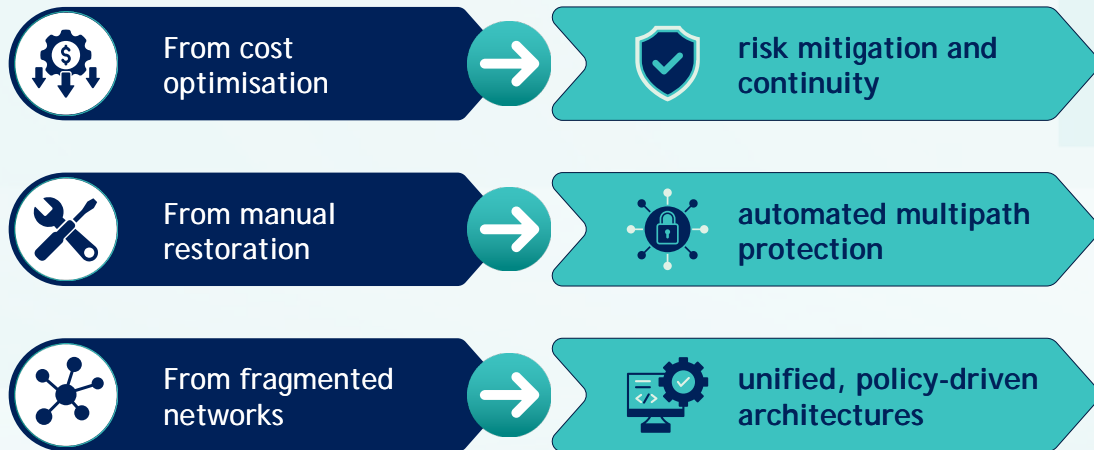 From cost
optimisation
risk mitigation and
continuity
From manual
restoration
automated multipath
protection
From fragmented
networks
unified, policy-driven
architectures